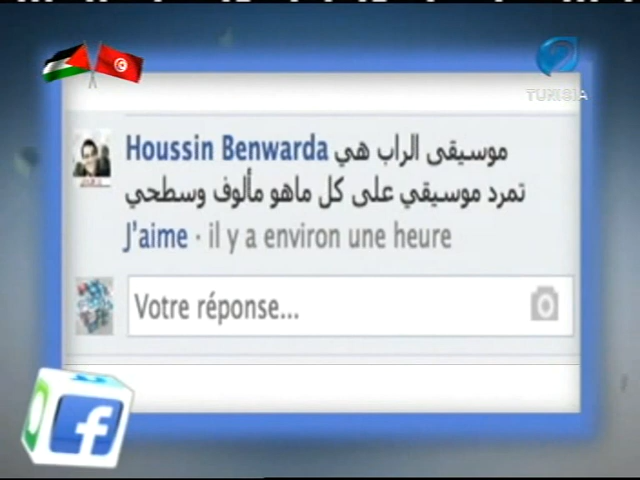 TUNISIA
Houssin Benwarda موسيقى الراب هي
تمرد موسيقي على كل ماهو مألوف وسطحي
J'aime · il y a environ une heure
Votre réponse...
f